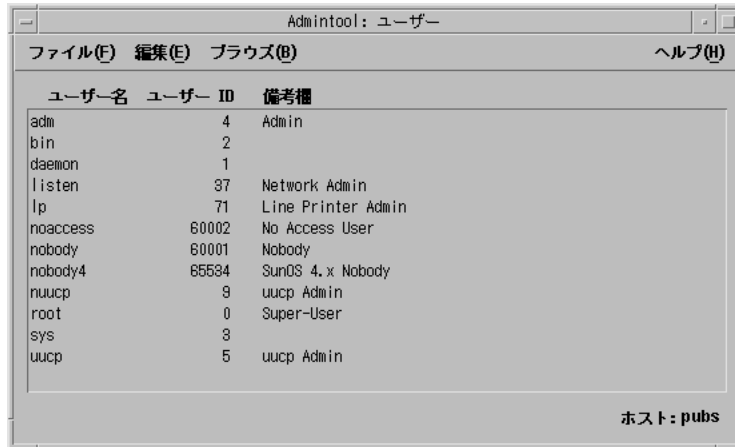 Admintool: ユーザー
ファイル(F) 編集(E) ブラウズ(B) ヘルプ(H)
ユーザー名 ユーザー ID 備考欄
adm 4 Admin
bin 2
daemon 1
listen 37 Network Admin
lp 71 Line Printer Admin
noaccess 60002 No Access User
nobody 60001 Nobody
nobody4 65534 SunOS 4.x Nobody
nuucp 9 uucp Admin
root 0 Super-User
sys 3
uucp 5 uucp Admin
ホスト: pubs